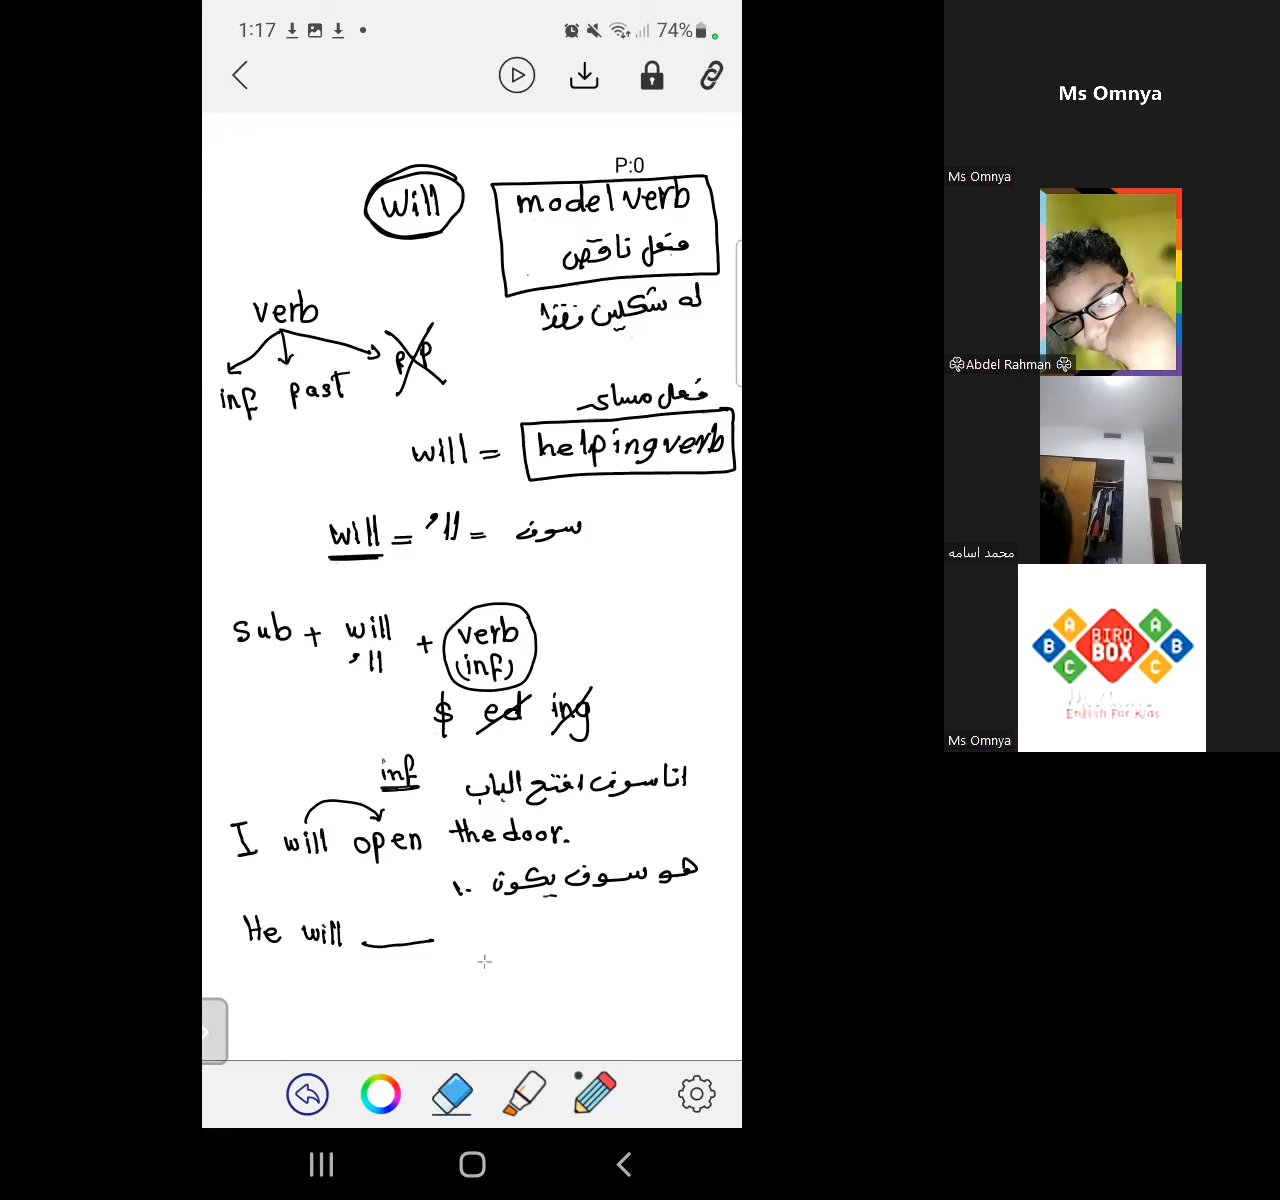 1:17
74%
P:0
will
model verb
فعل ناقص
له شكلين فقط
verb
inf past pp
فعل مساعد
will = helping verb
will = 'll = سوف
sub + will + verb
'll (inf)
s ed ing
inf
انا سوف افتح الباب
I will open the door.
هو سوف يكون
He will
Ms Omnya
Ms Omnya
Abdel Rahman
محمد اسامه
A A
B BIRD B
BOX
C C
English For Kids
Ms Omnya